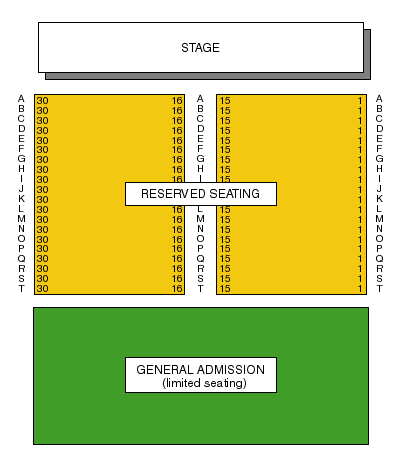 STAGE
A 30 16 A 15 1 A
B 30 16 B 15 1 B
C 30 16 C 15 1 C
D 30 16 D 15 1 D
E 30 16 E 15 1 E
F 30 16 F 15 1 F
G 30 16 G 15 1 G
H 30 16 H 15 1 H
I 30 16 I 15 1 I
J 30 1 J
RESERVED SEATING
K 30 1 K
L 30 16 L 15 1 L
M 30 16 M 15 1 M
N 30 16 N 15 1 N
O 30 16 O 15 1 O
P 30 16 P 15 1 P
Q 30 16 Q 15 1 Q
R 30 16 R 15 1 R
S 30 16 S 15 1 S
T 30 16 T 15 1 T
GENERAL ADMISSION
(limited seating)